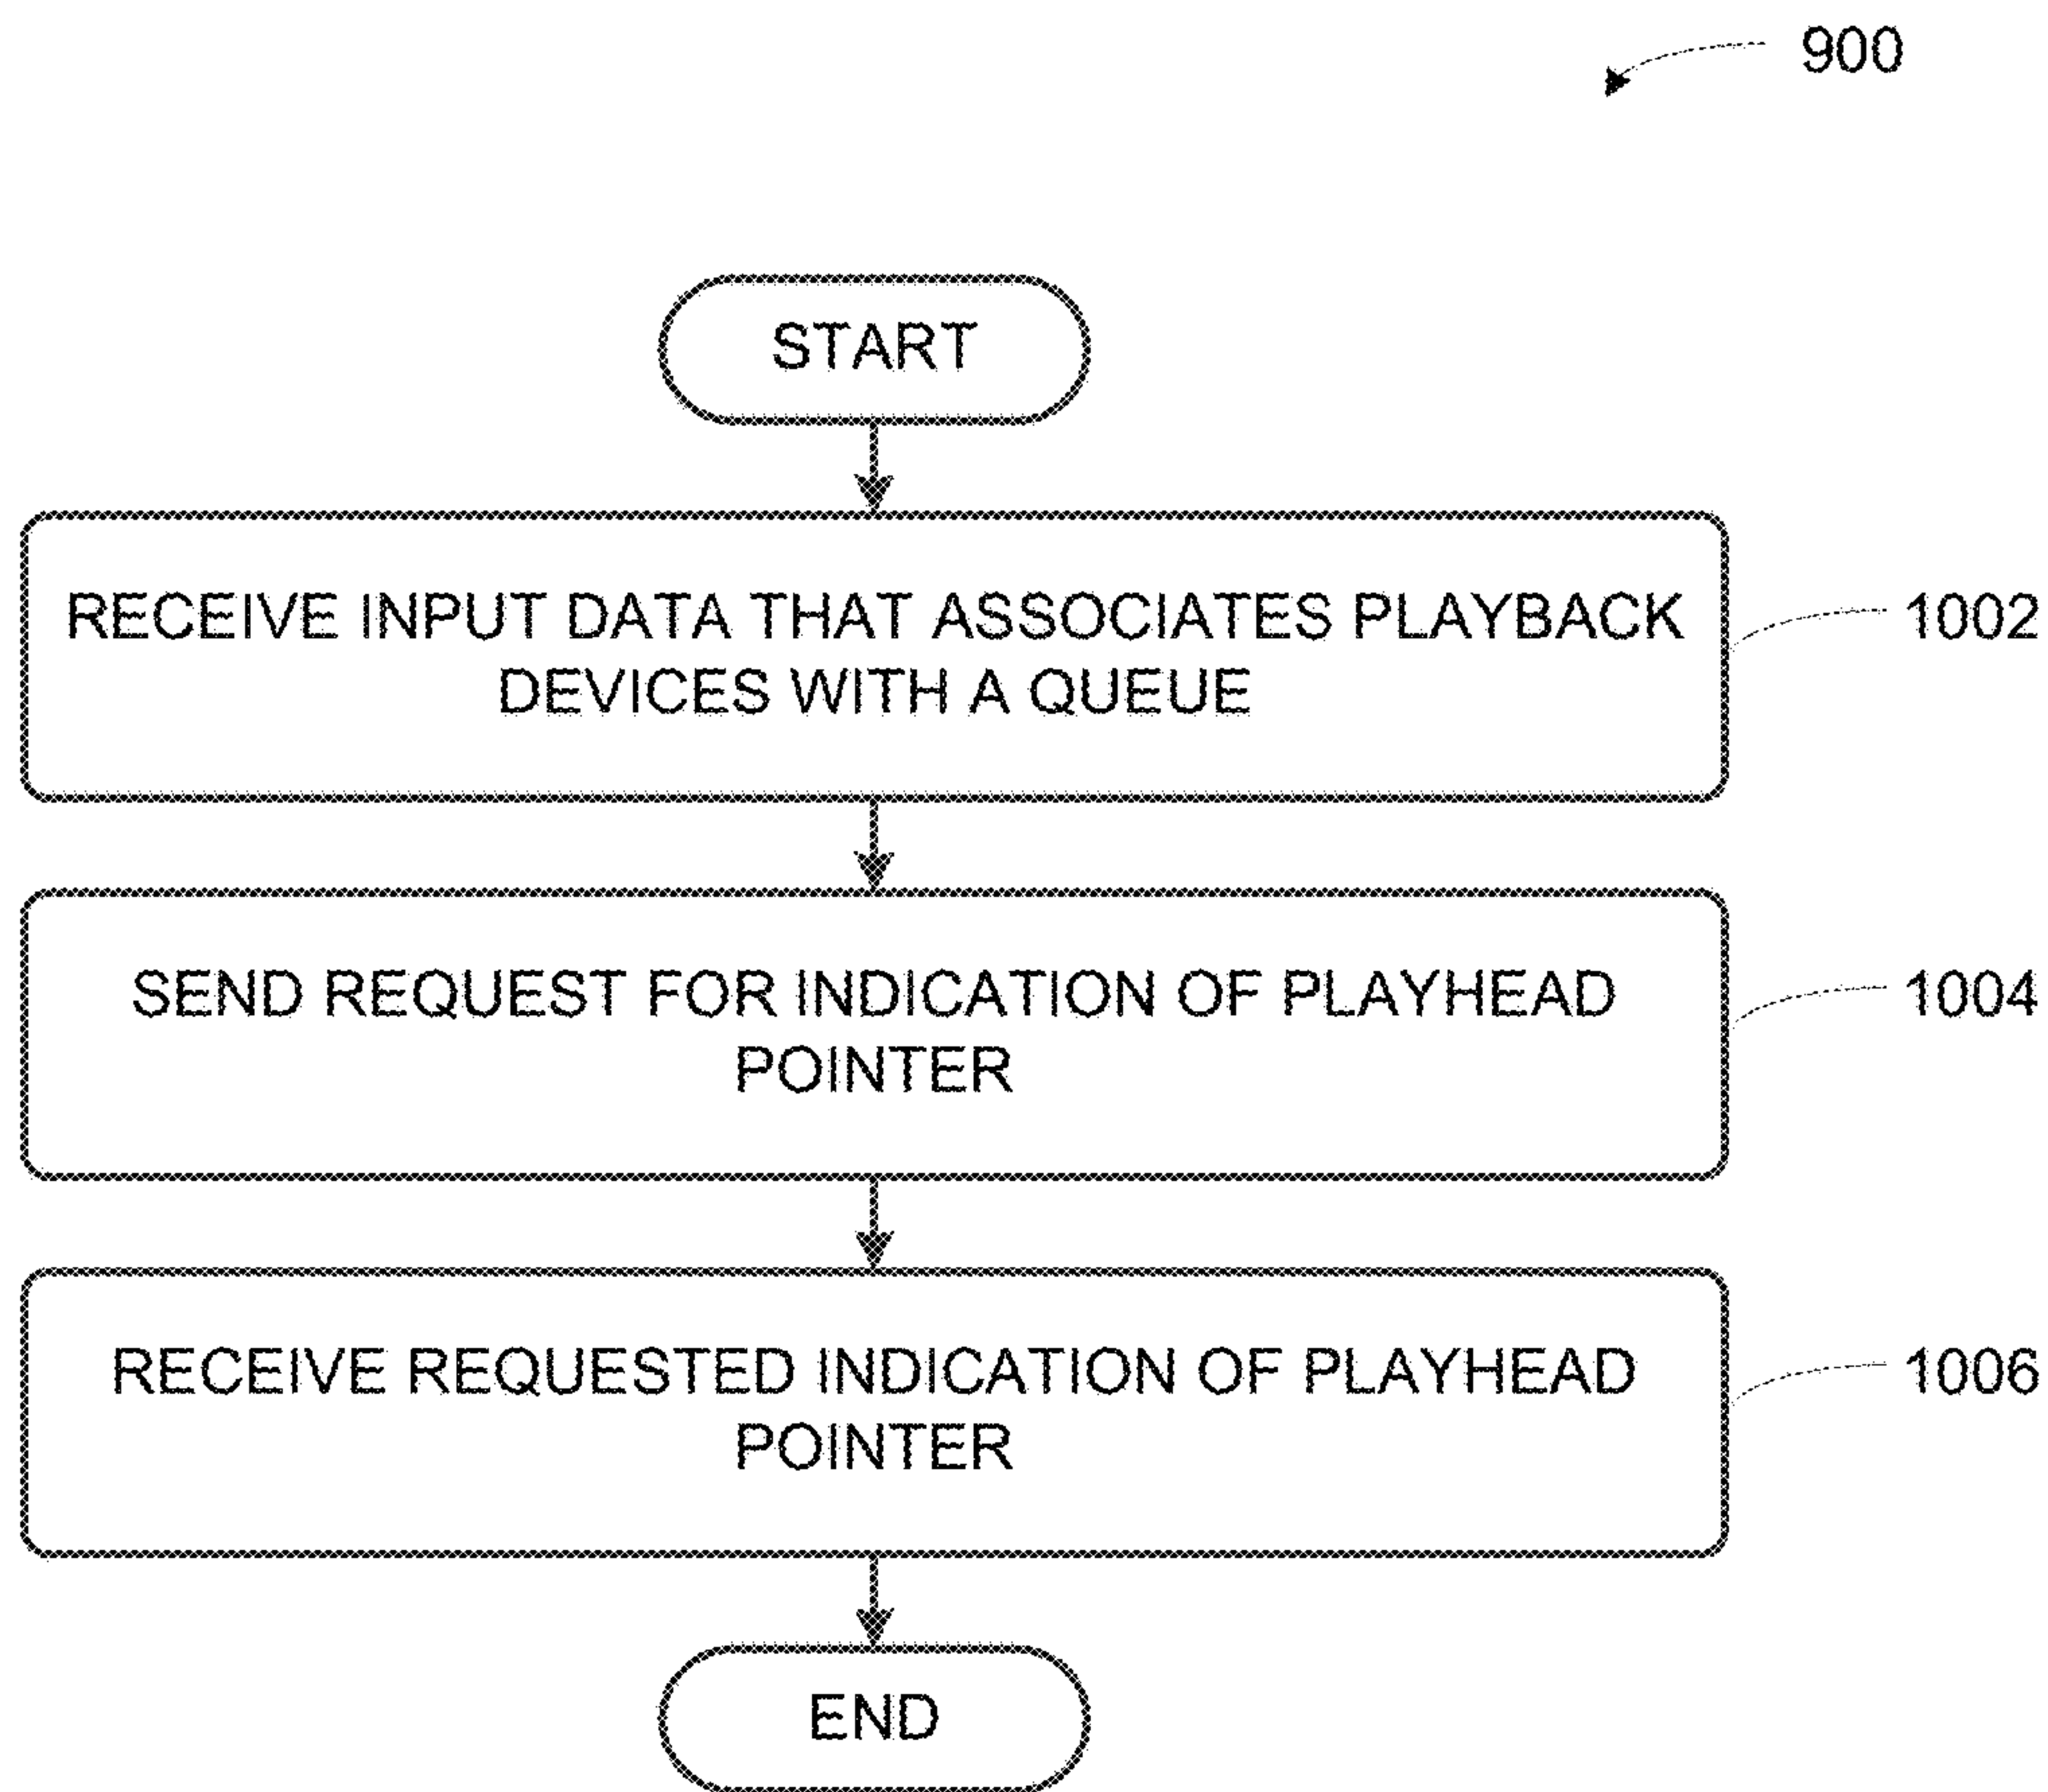 900
START
RECEIVE INPUT DATA THAT ASSOCIATES PLAYBACK
DEVICES WITH A QUEUE
1002
SEND REQUEST FOR INDICATION OF PLAYHEAD
POINTER
1004
RECEIVE REQUESTED INDICATION OF PLAYHEAD
POINTER
1006
END